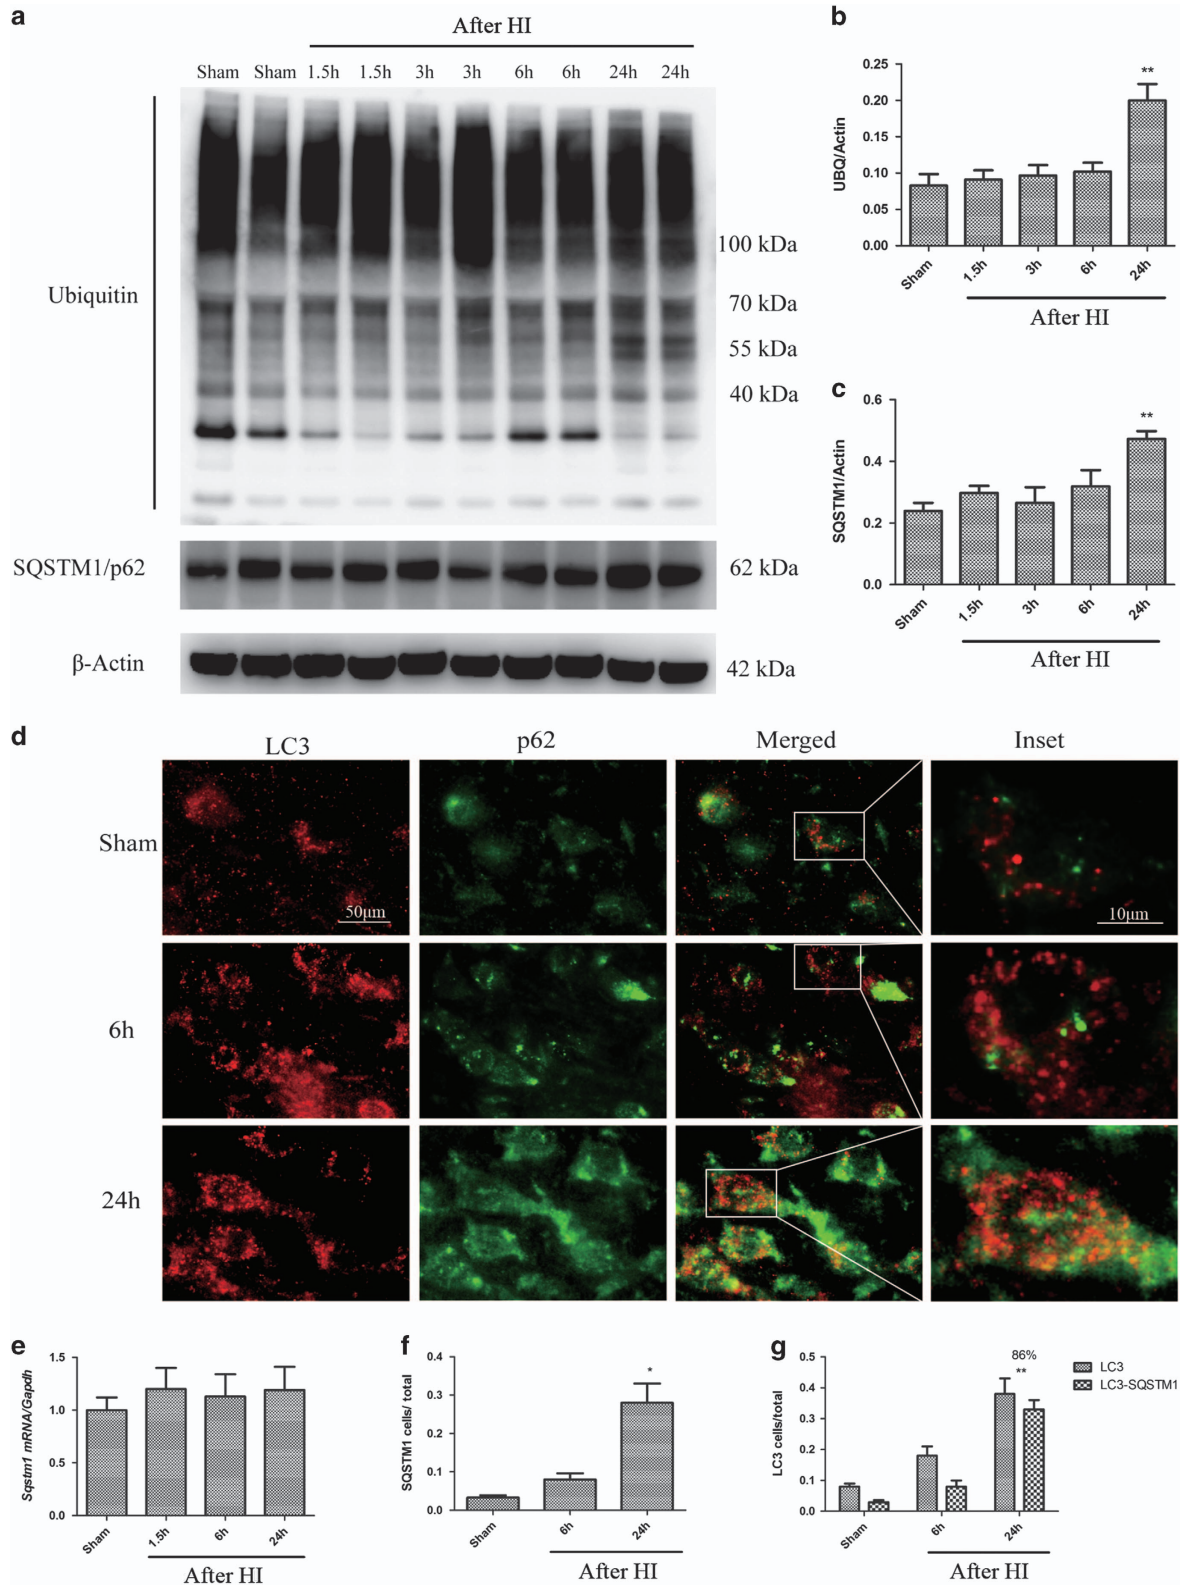 a
After HI
Sham Sham 1.5h 1.5h 3h 3h 6h 6h 24h 24h
Ubiquitin
100 kDa
70 kDa
55 kDa
40 kDa
SQSTM1/p62
62 kDa
β-Actin
42 kDa
b
UBQ/Actin
0.25
0.20
0.15
0.10
0.05
0.00
**
Sham 1.5h 3h 6h 24h
After HI
c
SQSTM1/Actin
0.6
0.4
0.2
0.0
**
Sham 1.5h 3h 6h 24h
After HI
d
LC3 p62 Merged Inset
Sham
50μm
10μm
6h
24h
e
Sqstm1 mRNA/Gapdh
1.5
1.0
0.5
0.0
Sham 1.5h 6h 24h
After HI
f
SQSTM1 cells/ total
0.4
0.3
0.2
0.1
0.0
*
Sham 6h 24h
After HI
g
LC3 cells/total
0.5
0.4
0.3
0.2
0.1
0.0
86%
**
LC3
LC3-SQSTM1
Sham 6h 24h
After HI